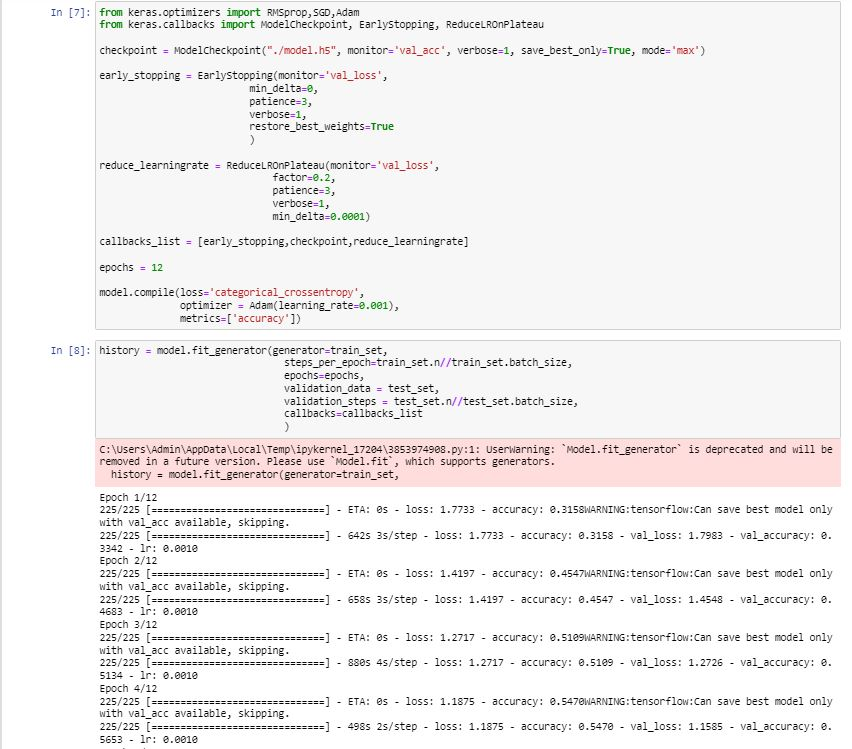 In [7]: from keras.optimizers import RMSprop,SGD,Adam
from keras.callbacks import ModelCheckpoint, EarlyStopping, ReduceLROnPlateau
checkpoint = ModelCheckpoint("./model.h5", monitor='val_acc', verbose=1, save_best_only=True, mode='max')
early_stopping = EarlyStopping(monitor='val_loss',
min_delta=0,
patience=3,
verbose=1,
restore_best_weights=True
)
reduce_learningrate = ReduceLROnPlateau(monitor='val_loss',
factor=0.2,
patience=3,
verbose=1,
min_delta=0.0001)
callbacks_list = [early_stopping,checkpoint,reduce_learningrate]
epochs = 12
model.compile(loss='categorical_crossentropy',
optimizer = Adam(learning_rate=0.001),
metrics=['accuracy'])
In [8]: history = model.fit_generator(generator=train_set,
steps_per_epoch=train_set.n//train_set.batch_size,
epochs=epochs,
validation_data = test_set,
validation_steps = test_set.n//test_set.batch_size,
callbacks=callbacks_list
)
C:\Users\Admin\AppData\Local\Temp\ipykernel_17204\3853974908.py:1: UserWarning: `Model.fit_generator` is deprecated and will be
removed in a future version. Please use `Model.fit`, which supports generators.
history = model.fit_generator(generator=train_set,
Epoch 1/12
225/225 [==============================] - ETA: 0s - loss: 1.7733 - accuracy: 0.3158WARNING:tensorflow:Can save best model only
with val_acc available, skipping.
225/225 [==============================] - 642s 3s/step - loss: 1.7733 - accuracy: 0.3158 - val_loss: 1.7983 - val_accuracy: 0.
3342 - lr: 0.0010
Epoch 2/12
225/225 [==============================] - ETA: 0s - loss: 1.4197 - accuracy: 0.4547WARNING:tensorflow:Can save best model only
with val_acc available, skipping.
225/225 [==============================] - 658s 3s/step - loss: 1.4197 - accuracy: 0.4547 - val_loss: 1.4548 - val_accuracy: 0.
4683 - lr: 0.0010
Epoch 3/12
225/225 [==============================] - ETA: 0s - loss: 1.2717 - accuracy: 0.5109WARNING:tensorflow:Can save best model only
with val_acc available, skipping.
225/225 [==============================] - 880s 4s/step - loss: 1.2717 - accuracy: 0.5109 - val_loss: 1.2726 - val_accuracy: 0.
5134 - lr: 0.0010
Epoch 4/12
225/225 [==============================] - ETA: 0s - loss: 1.1875 - accuracy: 0.5470WARNING:tensorflow:Can save best model only
with val_acc available, skipping.
225/225 [==============================] - 498s 2s/step - loss: 1.1875 - accuracy: 0.5470 - val_loss: 1.1585 - val_accuracy: 0.
5653 - lr: 0.0010